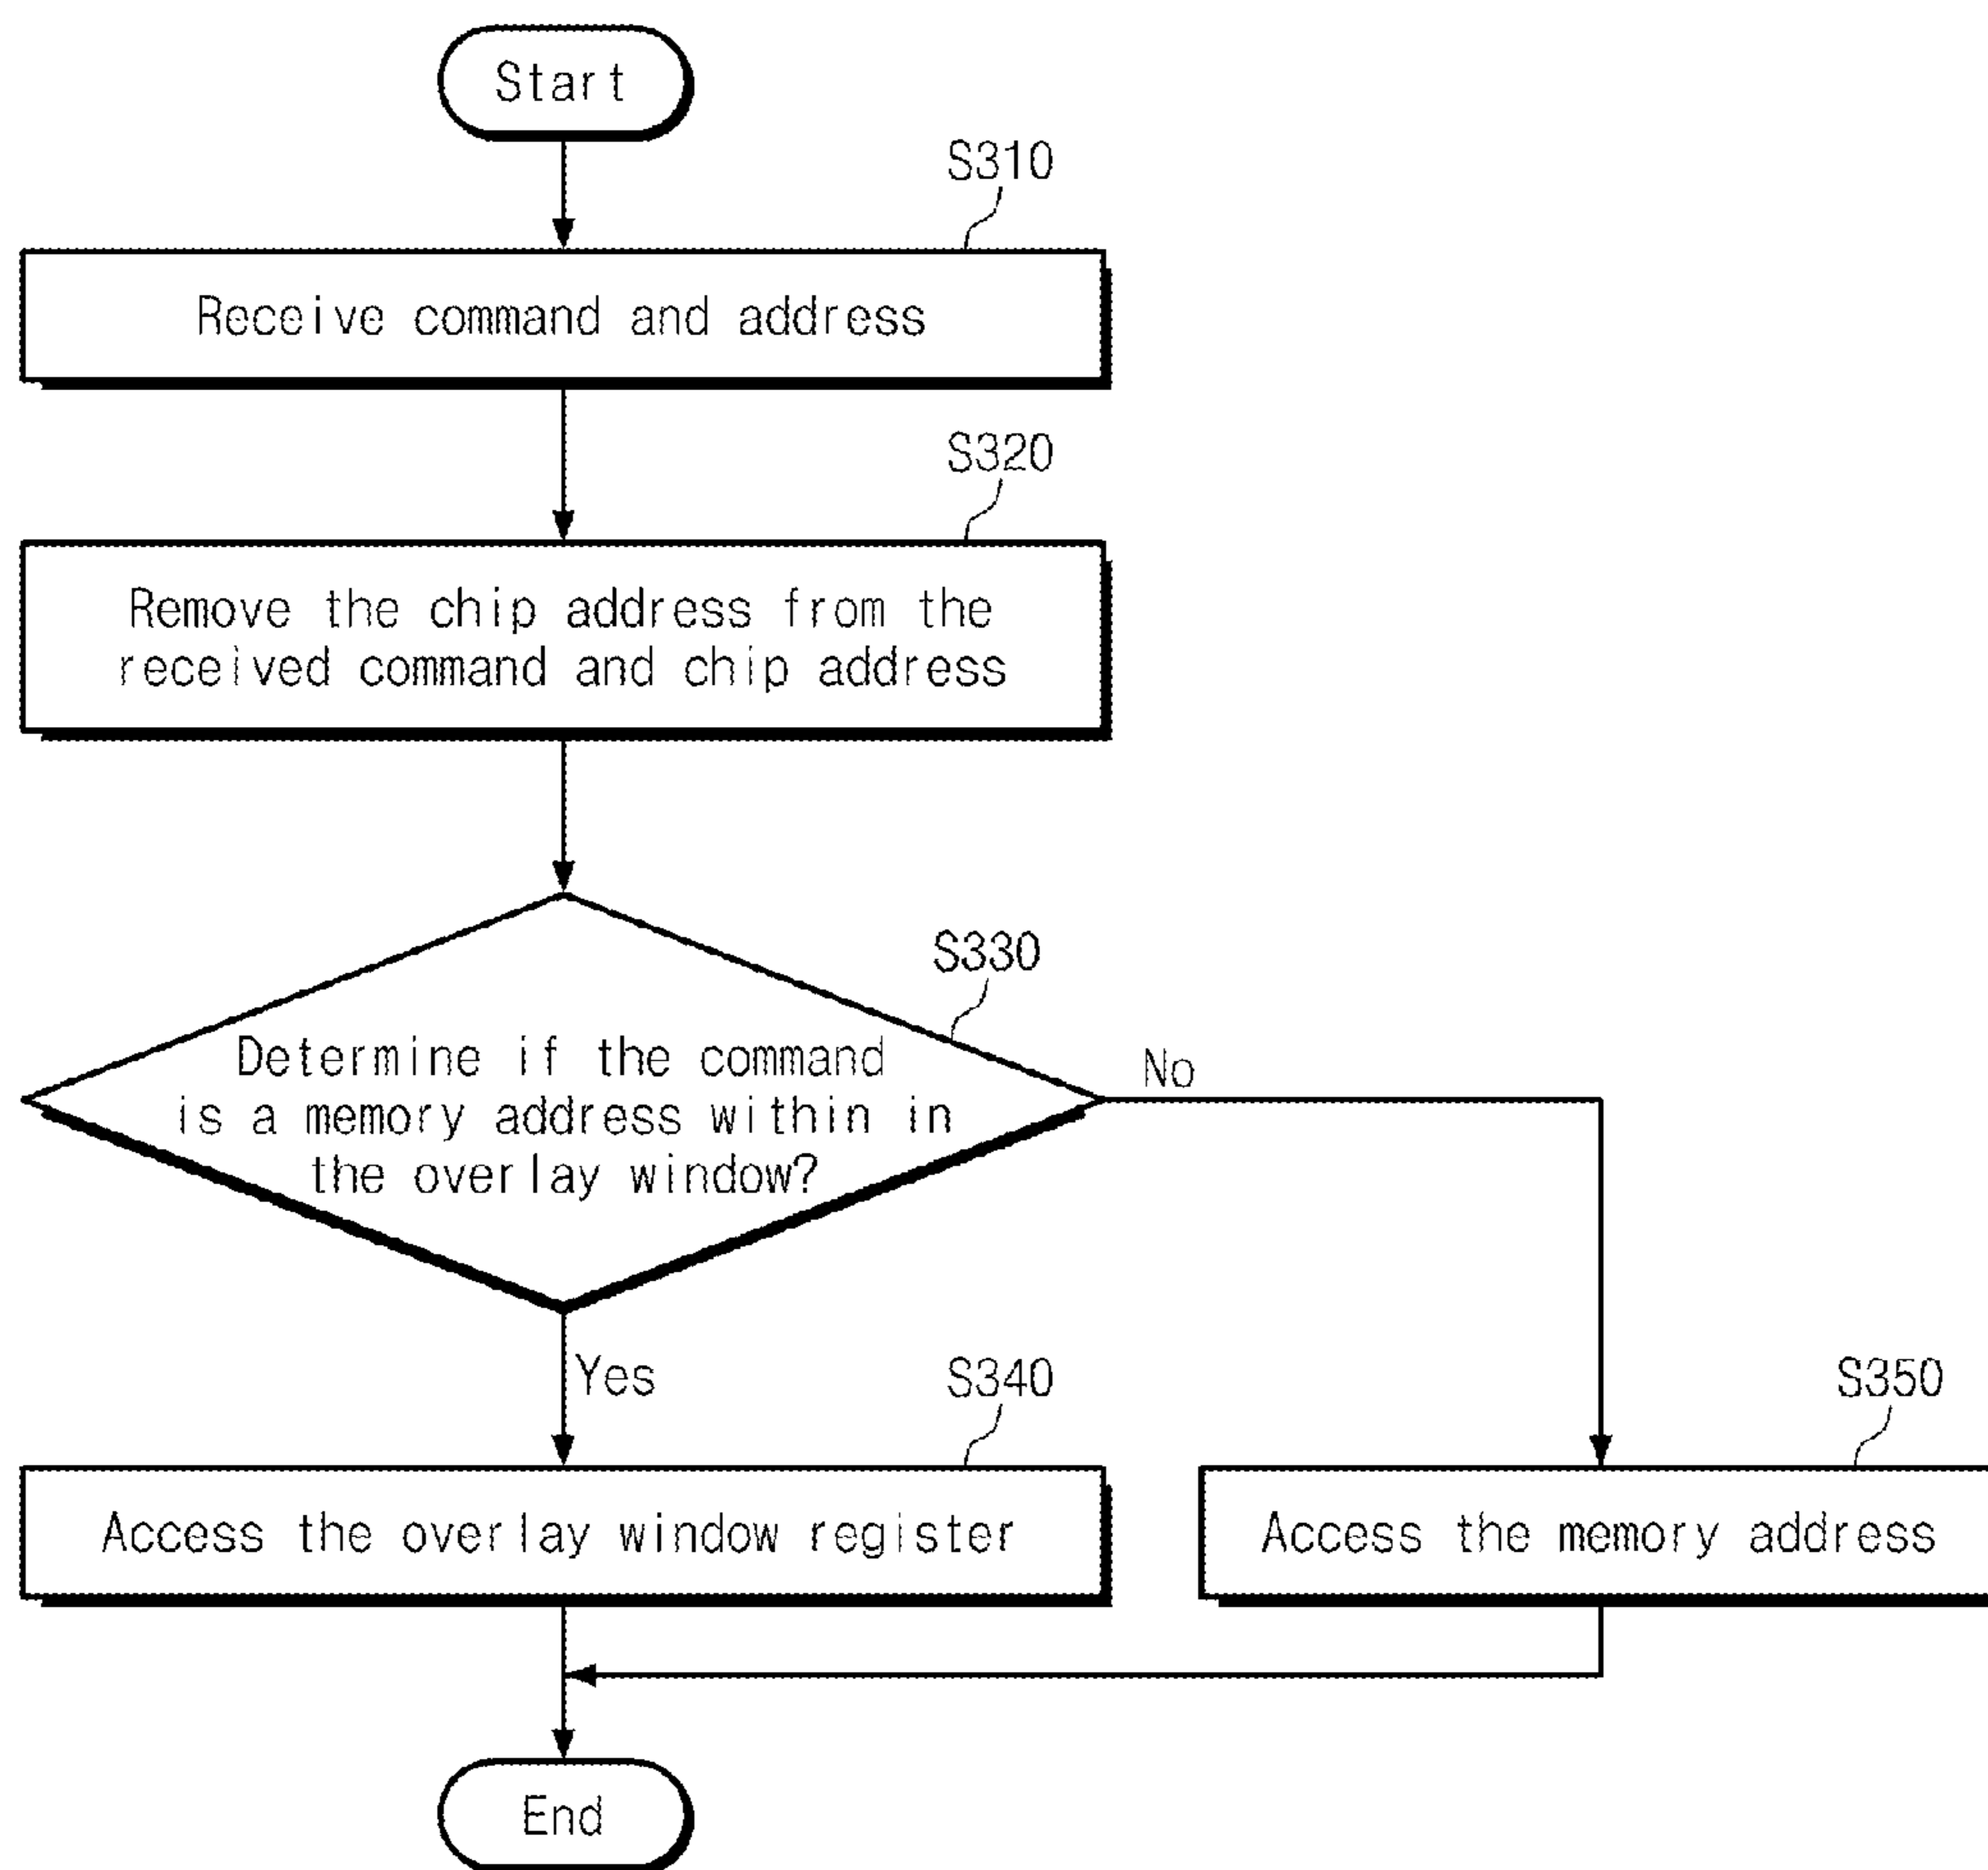 Start
S310
Receive command and address
S320
Remove the chip address from the
received command and chip address
S330
Determine if the command
is a memory address within in
the overlay window?
No
Yes
S340
S350
Access the overlay window register
Access the memory address
End